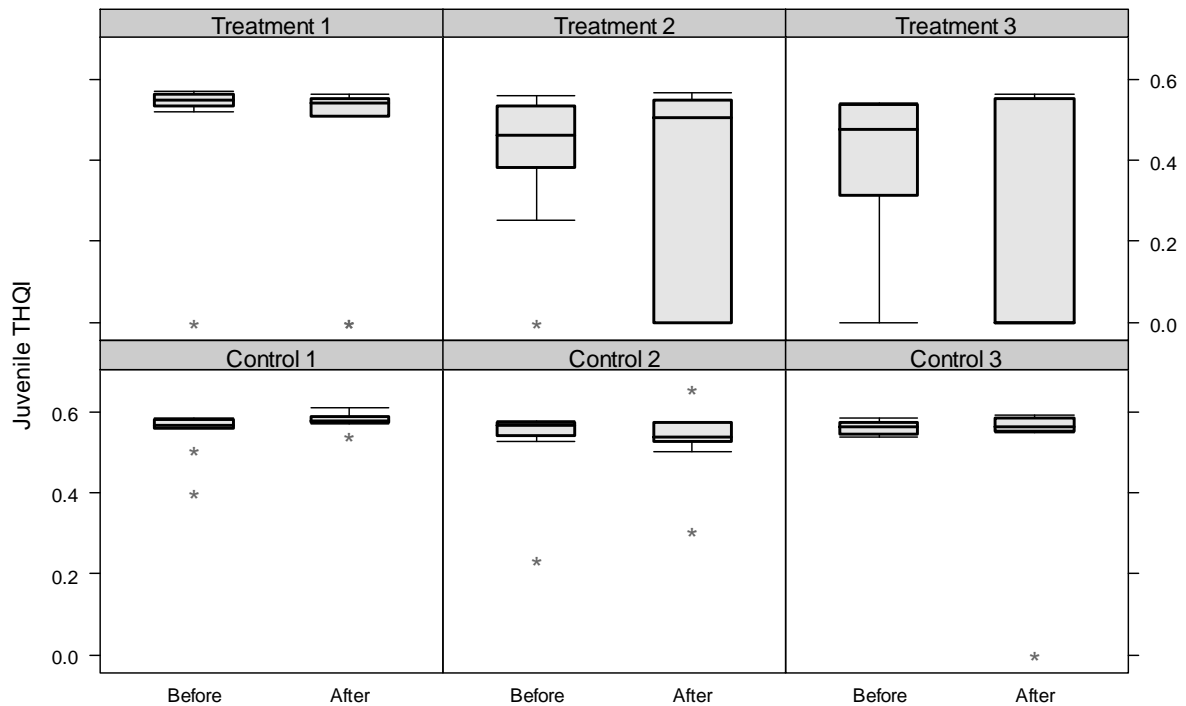 Treatment 1 Treatment 2 Treatment 3
0.6
0.4
0.2
0.0
Juvenile THQI
Control 1 Control 2 Control 3
0.6
0.4
0.2
0.0
Before After Before After Before After